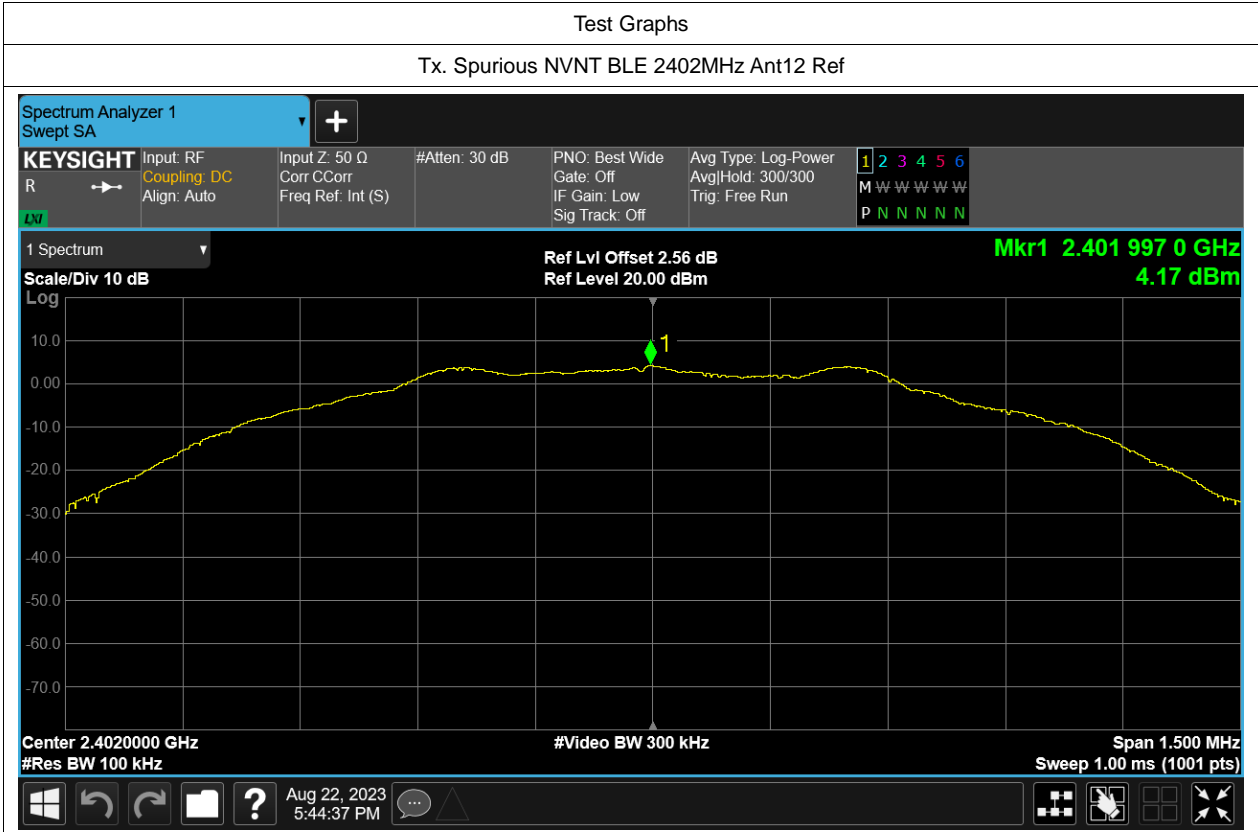 Test Graphs
Tx. Spurious NVNT BLE 2402MHz Ant12 Ref
Spectrum Analyzer 1
Swept SA
KEYSIGHT
R
LXI
Input: RF
Coupling: DC
Align: Auto
Input Z: 50 Ω
Corr CCorr
Freq Ref: Int (S)
#Atten: 30 dB
PNO: Best Wide
Gate: Off
IF Gain: Low
Sig Track: Off
Avg Type: Log-Power
Avg|Hold: 300/300
Trig: Free Run
1 2 3 4 5 6
M W W W W W
P N N N N N
1 Spectrum
Scale/Div 10 dB
Log
Ref Lvl Offset 2.56 dB
Ref Level 20.00 dBm
Mkr1 2.401 997 0 GHz
4.17 dBm
1
10.0
0.00
-10.0
-20.0
-30.0
-40.0
-50.0
-60.0
-70.0
Center 2.4020000 GHz
#Res BW 100 kHz
#Video BW 300 kHz
Span 1.500 MHz
Sweep 1.00 ms (1001 pts)
?
Aug 22, 2023
5:44:37 PM